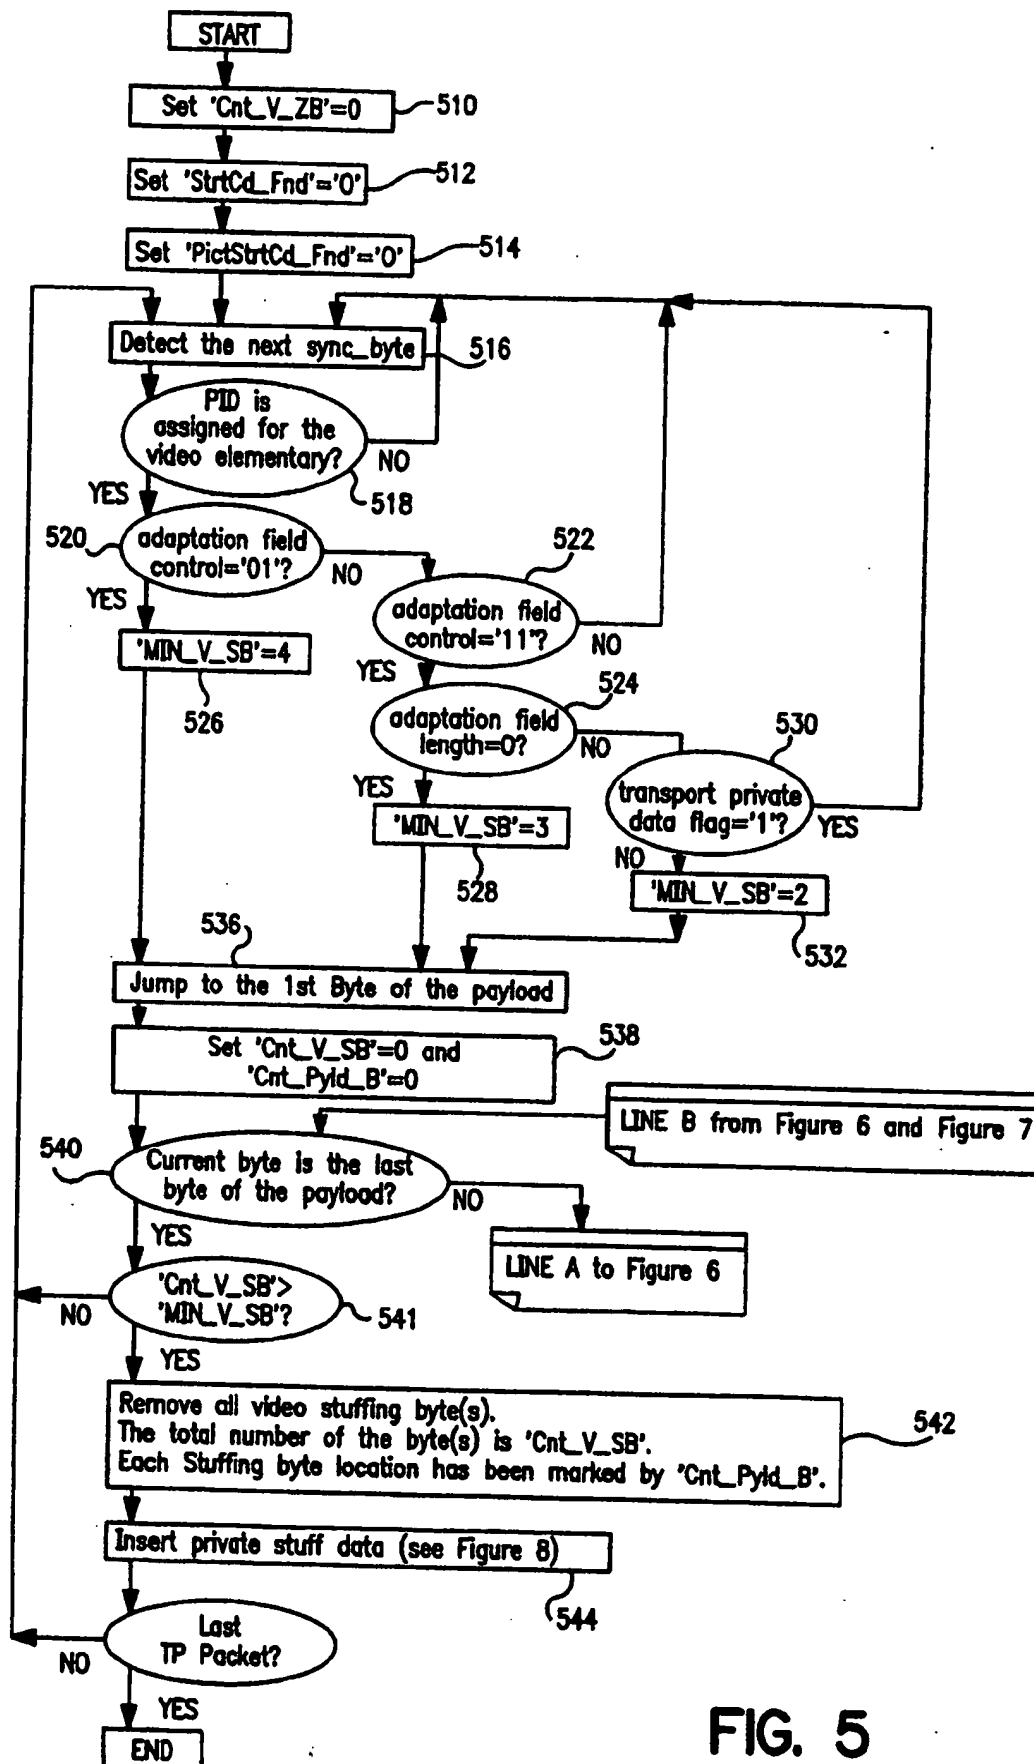 START
Set 'Cnt_V_ZB'=0
510
Set 'StrtCd_Fnd'='0'
512
Set 'PictStrtCd_Fnd'='0'
514
Detect the next sync_byte
516
PID is
assigned for the
video elementary?
NO
518
YES
520
adaptation field
control='01'?
NO
522
YES
adaptation field
control='11'?
NO
'MIN_V_SB'=4
526
YES
524
adaptation field
length=0?
NO
530
YES
transport private
data flag='1'?
YES
'MIN_V_SB'=3
528
NO
'MIN_V_SB'=2
532
536
Jump to the 1st Byte of the payload
Set 'Cnt_V_SB'=0 and
'Cnt_Pyld_B'=0
538
LINE B from Figure 6 and Figure 7
540
Current byte is the last
byte of the payload?
NO
YES
LINE A to Figure 6
'Cnt_V_SB'>
'MIN_V_SB'?
NO
541
YES
Remove all video stuffing byte(s).
The total number of the byte(s) is 'Cnt_V_SB'.
Each Stuffing byte location has been marked by 'Cnt_Pyld_B'.
542
Insert private stuff data (see Figure 8)
544
Last
TP Packet?
NO
YES
END
FIG. 5